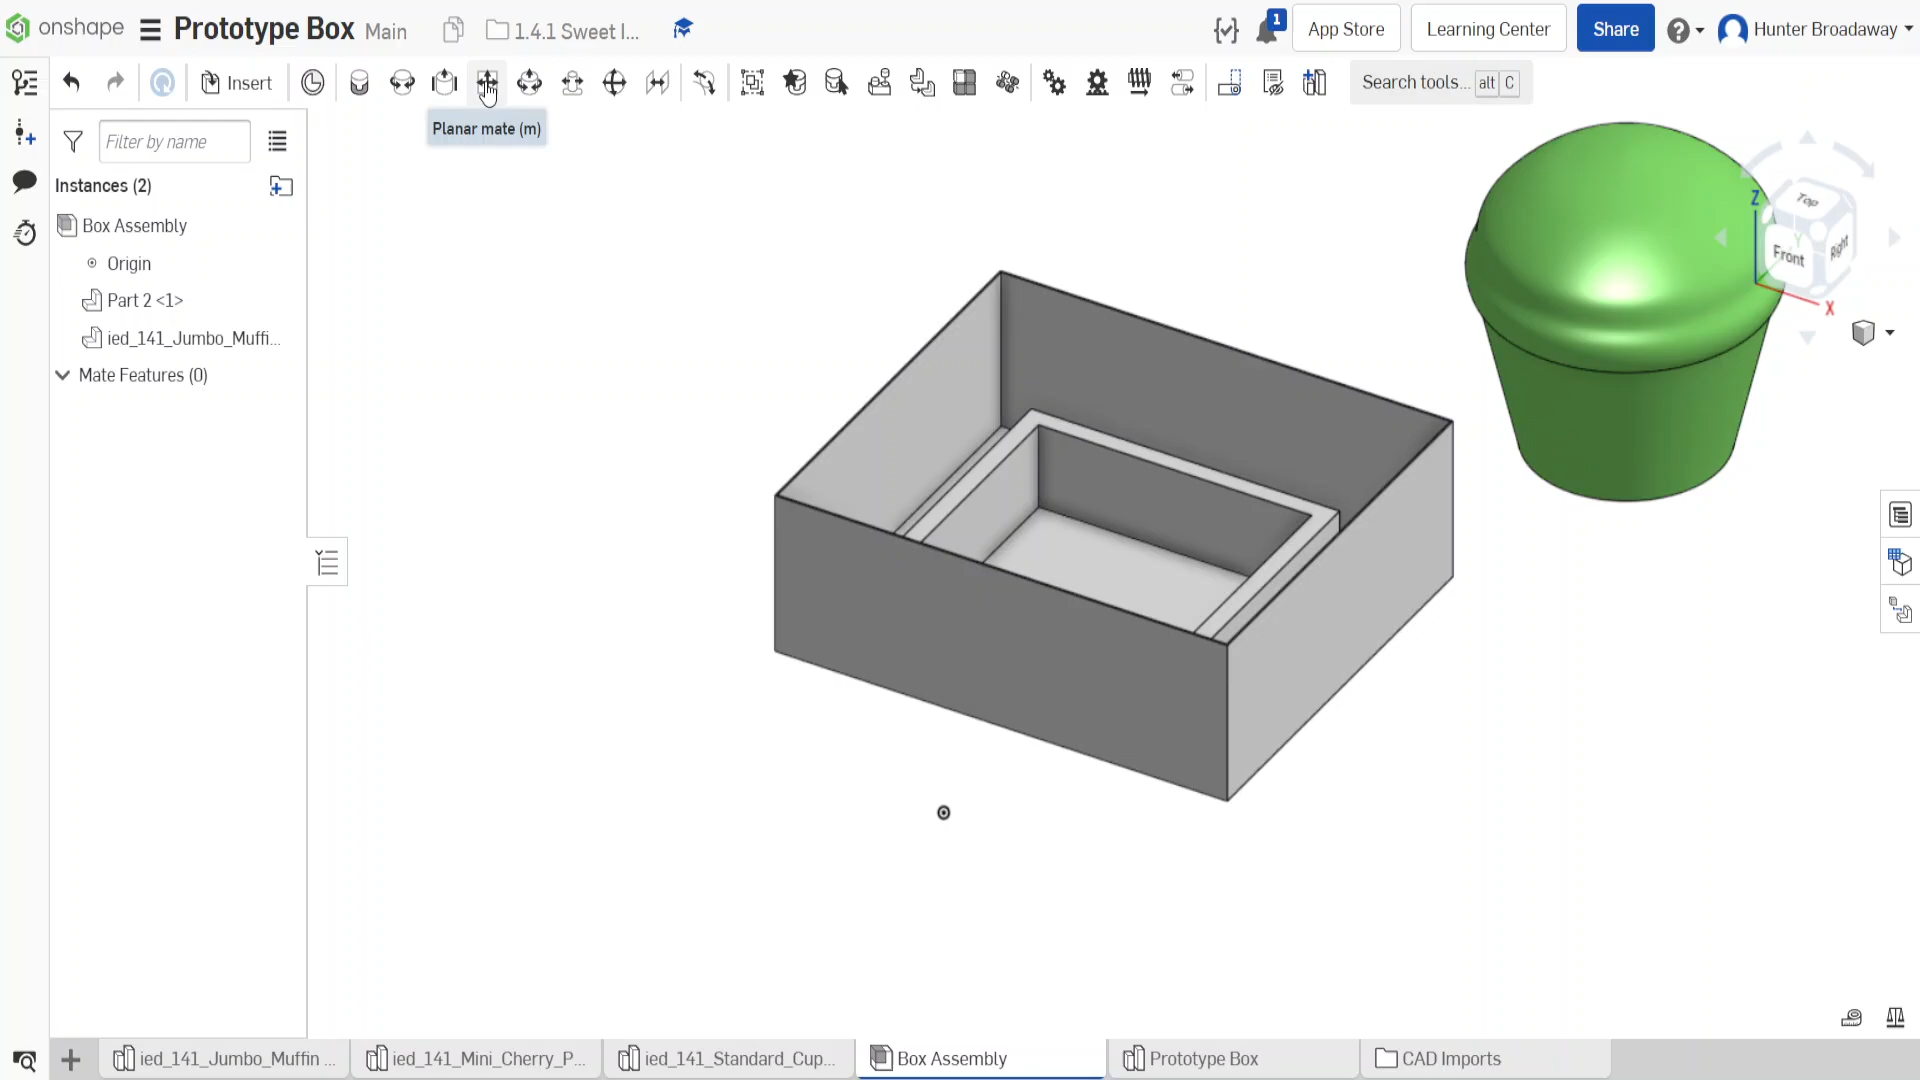 onshape Prototype Box Main 1.4.1 Sweet I... 1 App Store Learning Center Share Hunter Broadaway
Insert Search tools... alt C
Planar mate (m)
Filter by name
Instances (2)
Box Assembly
Origin
Part 2 <1>
ied_141_Jumbo_Muffi...
Mate Features (0)
Z
Top
Y
Front
Right
X
ied_141_Jumbo_Muffin ... ied_141_Mini_Cherry_P... ied_141_Standard_Cup... Box Assembly Prototype Box CAD Imports